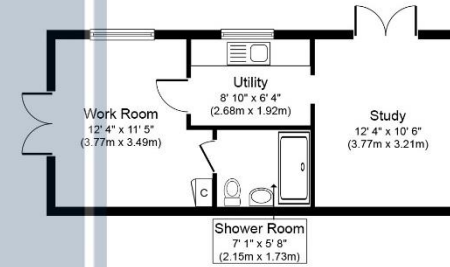 Utility
8' 10" x 6' 4"
(2.68m x 1.92m)
Work Room
12' 4" x 11' 5"
(3.77m x 3.49m)
Study
12' 4" x 10' 6"
(3.77m x 3.21m)
C
Shower Room
7' 1" x 5' 8"
(2.15m x 1.73m)